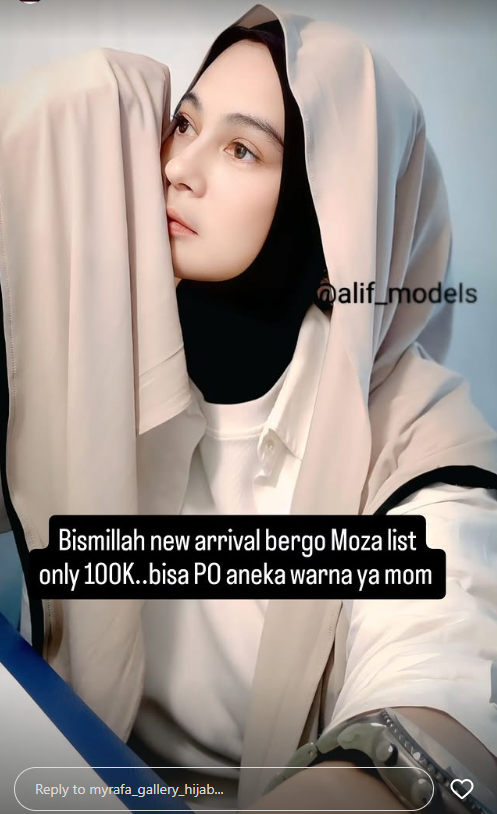 @alif_models
Bismillah new arrival bergo Moza list
only 100K..bisa PO aneka warna ya mom
Reply to myrafa_gallery_hijab...